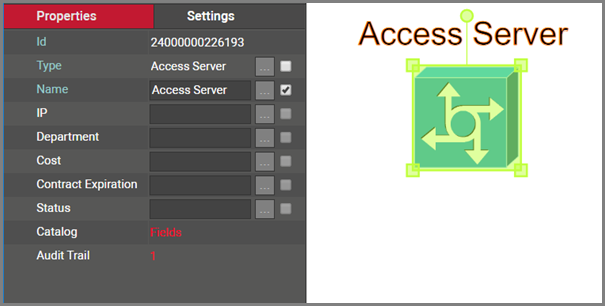 Properties Settings
Id 24000000226193
Type Access Server ...
Name Access Server ...
IP ...
Department ...
Cost ...
Contract Expiration ...
Status ...
Catalog Fields
Audit Trail 1
Access Server